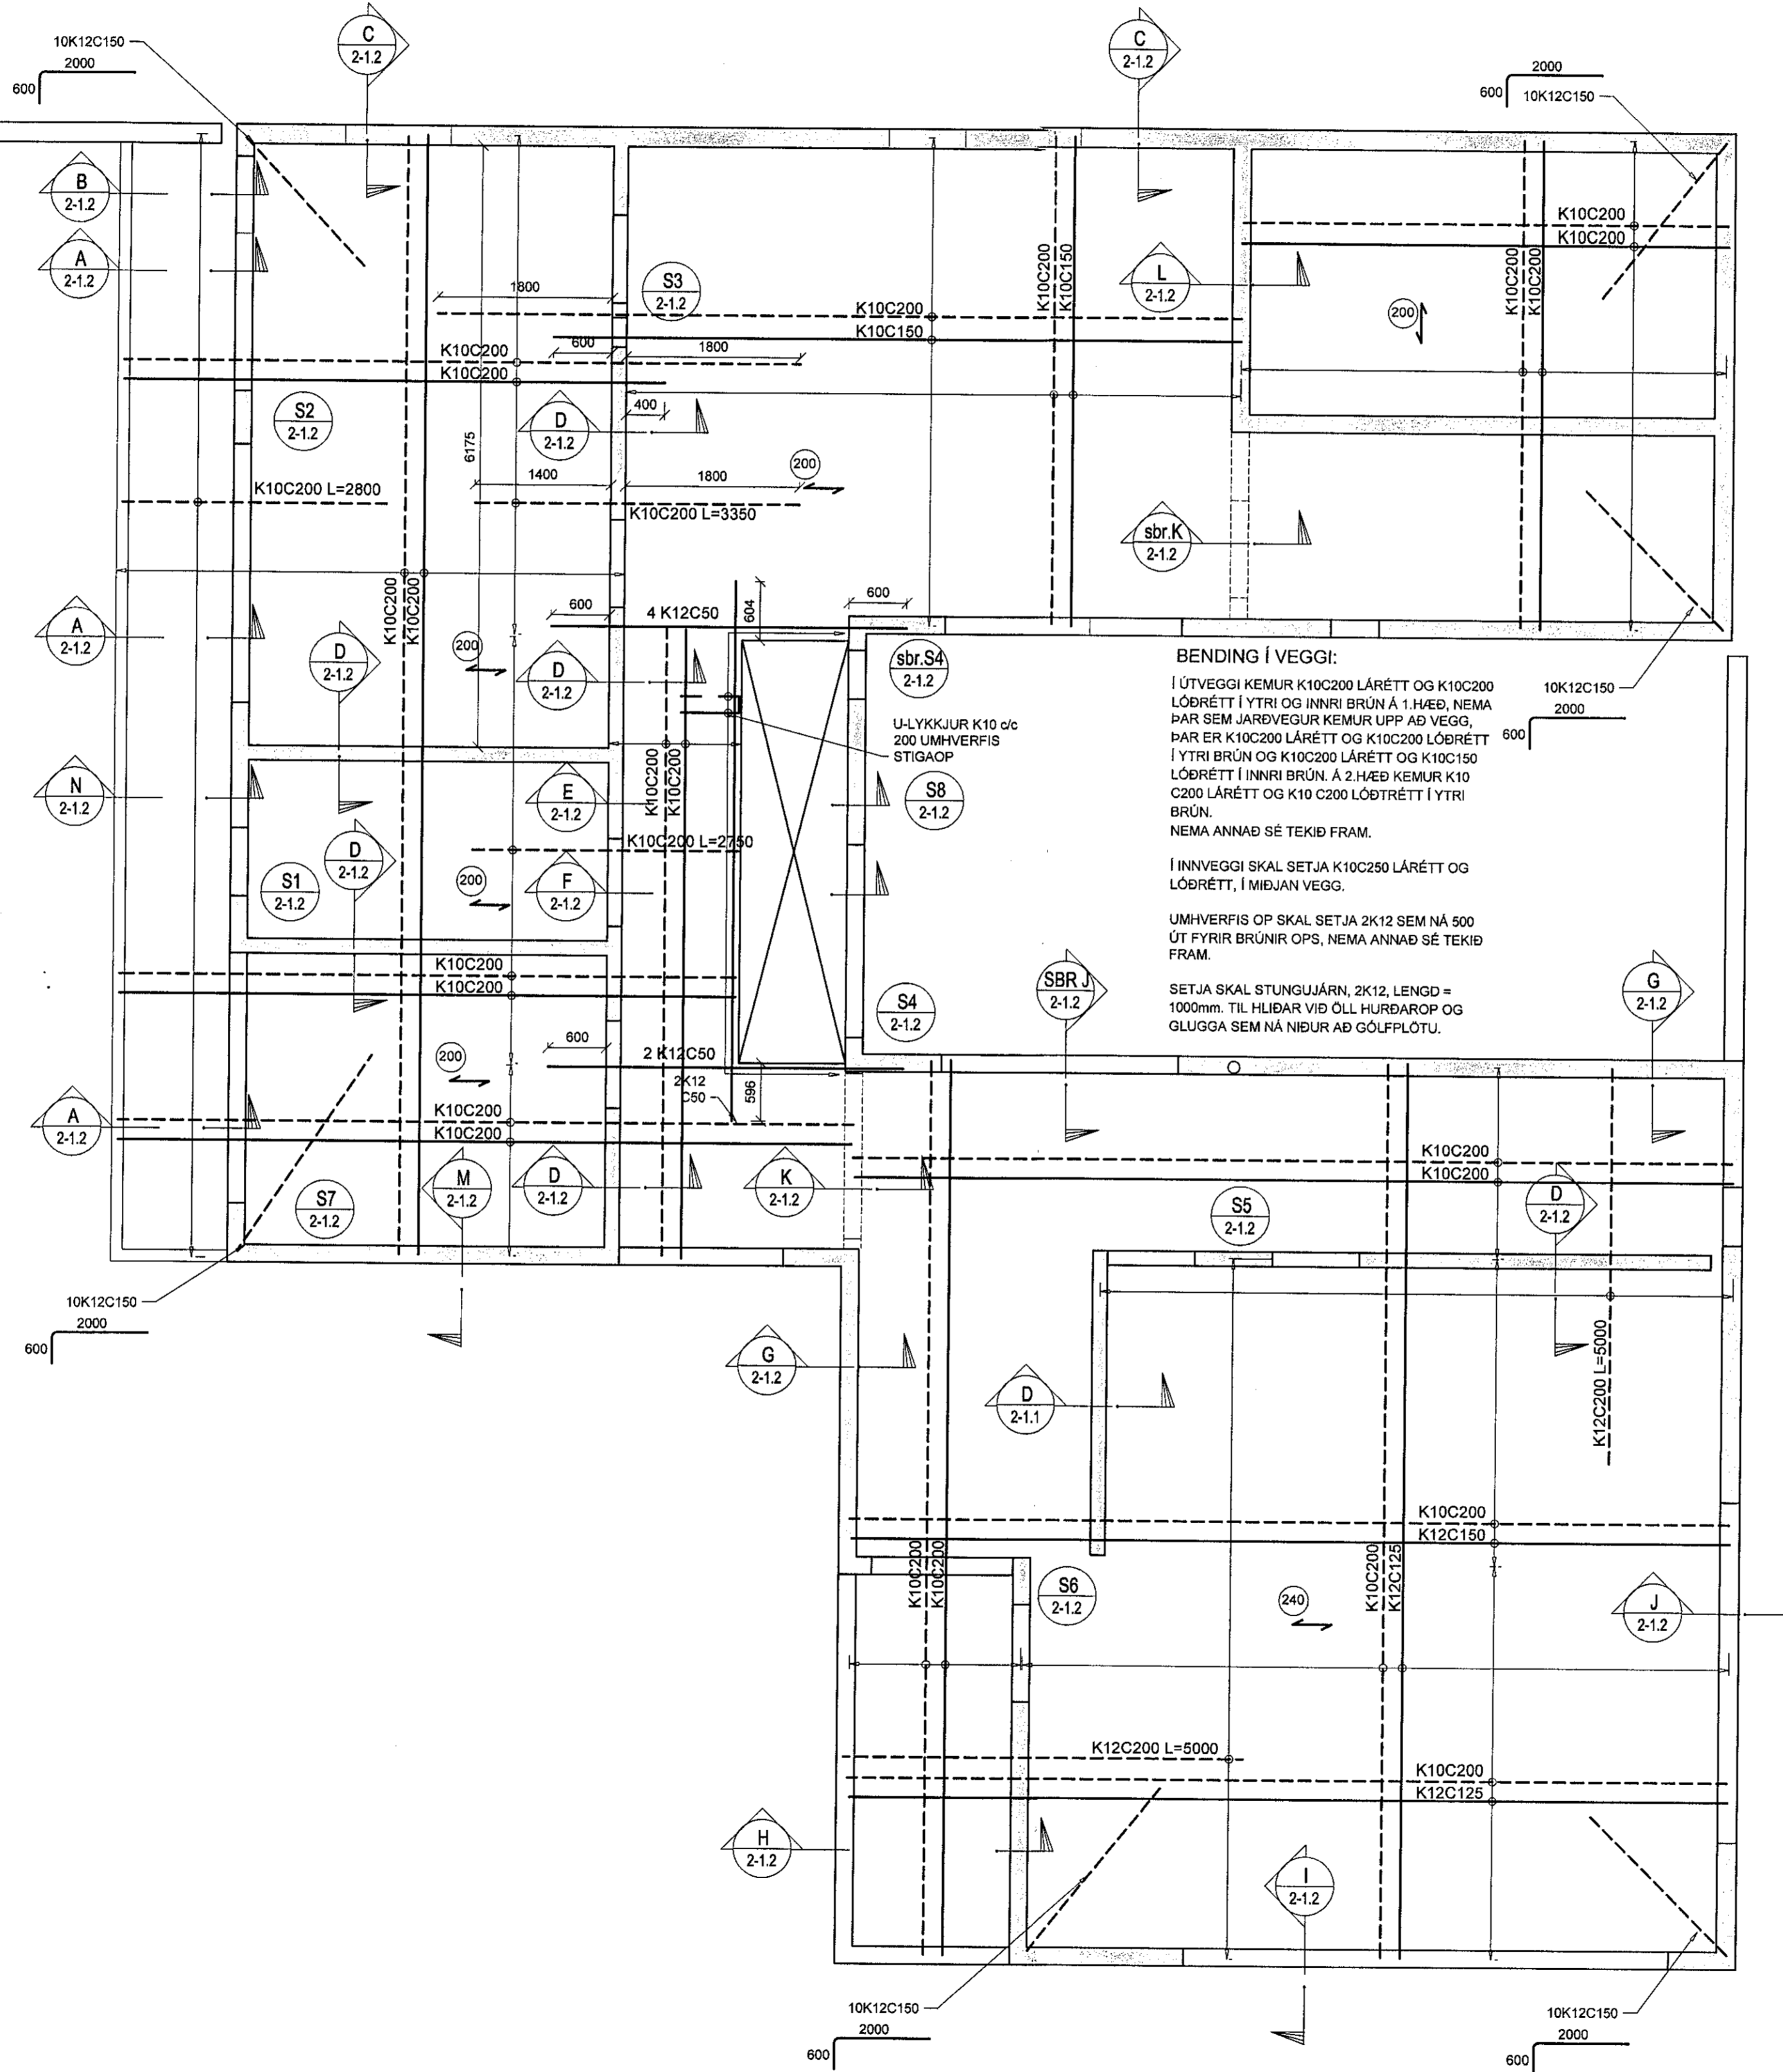 C
2-1.2
C
2-1.2
10K12C150
2000
600
2000
600
10K12C150
B
2-1.2
A
2-1.2
K10C200
K10C200
K10C200
K10C150
L
2-1.2
K10C200
K10C200
S3
2-1.2
1800
K10C200
K10C150
200
K10C200
K10C200
600
1800
S2
2-1.2
400
D
2-1.2
6175
1400
1800
200
K10C200 L=2800
K10C200 L=3350
sbr.K
2-1.2
K10C200
K10C200
600
4 K12C50
604
600
A
2-1.2
D
2-1.2
200
D
2-1.2
sbr.S4
2-1.2
U-LYKKJUR K10 c/c
200 UMHVERFIS
STIGAOP
BENDING Í VEGGI:
Í ÚTVEGGI KEMUR K10C200 LÁRÉTT OG K10C200
LÓÐRÉTT Í YTRI OG INNRI BRÚN Á 1.HÆÐ, NEMA
ÞAR SEM JARÐVEGUR KEMUR UPP AÐ VEGG,
ÞAR ER K10C200 LÁRÉTT OG K10C200 LÓÐRÉTT
Í YTRI BRÚN OG K10C200 LÁRÉTT OG K10C150
LÓÐRÉTT Í INNRI BRÚN. Á 2.HÆÐ KEMUR K10
C200 LÁRÉTT OG K10 C200 LÓÐTRÉTT Í YTRI
BRÚN.
NEMA ANNAÐ SÉ TEKIÐ FRAM.
Í INNVEGGI SKAL SETJA K10C250 LÁRÉTT OG
LÓÐRÉTT, Í MIÐJAN VEGG.
UMHVERFIS OP SKAL SETJA 2K12 SEM NÁ 500
ÚT FYRIR BRÚNIR OPS, NEMA ANNAÐ SÉ TEKIÐ
FRAM.
SETJA SKAL STUNGUJÁRN, 2K12, LENGD =
1000mm. TIL HLIÐAR VIÐ ÖLL HURÐAROP OG
GLUGGA SEM NÁ NIÐUR AÐ GÓLFPLÖTU.
10K12C150
2000
600
N
2-1.2
E
2-1.2
K10C200
K10C200
S8
2-1.2
D
2-1.2
K10C200 L=2750
S1
2-1.2
200
F
2-1.2
K10C200
K10C200
SBR J
2-1.2
G
2-1.2
S4
2-1.2
600
200
2 K12C50
2K12
C50
596
A
2-1.2
K10C200
K10C200
K10C200
K10C200
M
2-1.2
D
2-1.2
K
2-1.2
D
2-1.2
S7
2-1.2
S5
2-1.2
10K12C150
2000
600
G
2-1.2
D
2-1.1
K12C200 L=5000
K10C200
K12C150
K10C200
K10C200
S6
2-1.2
240
K10C200
K12C125
J
2-1.2
K12C200 L=5000
K10C200
K12C125
H
2-1.2
I
2-1.2
10K12C150
2000
600
10K12C150
2000
600